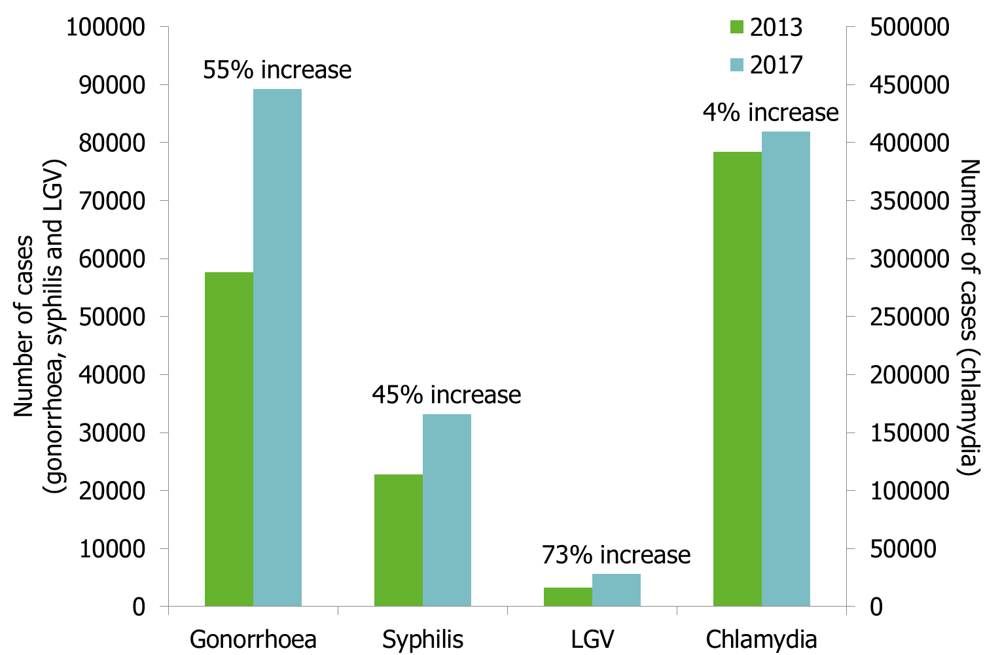 2013
2017
55% increase
45% increase
73% increase
4% increase
100000
90000
80000
70000
60000
50000
40000
30000
20000
10000
0
500000
450000
400000
350000
300000
250000
200000
150000
100000
50000
0
Number of cases
(gonorrhoea, syphilis and LGV)
Number of cases (chlamydia)
Gonorrhoea
Syphilis
LGV
Chlamydia